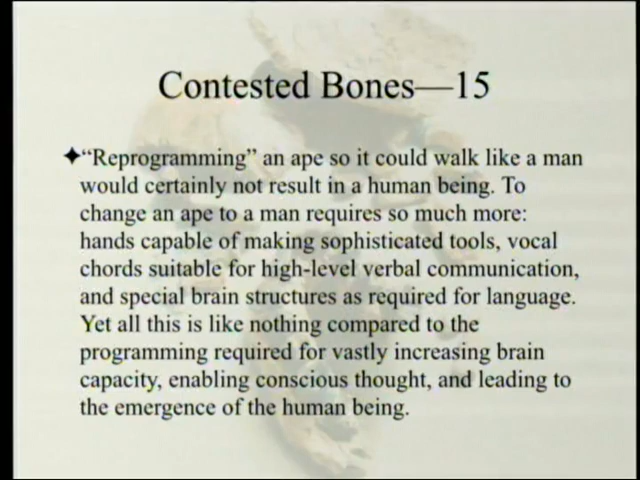 Contested Bones—15
✦“Reprogramming” an ape so it could walk like a man
would certainly not result in a human being. To
change an ape to a man requires so much more:
hands capable of making sophisticated tools, vocal
chords suitable for high-level verbal communication,
and special brain structures as required for language.
Yet all this is like nothing compared to the
programming required for vastly increasing brain
capacity, enabling conscious thought, and leading to
the emergence of the human being.